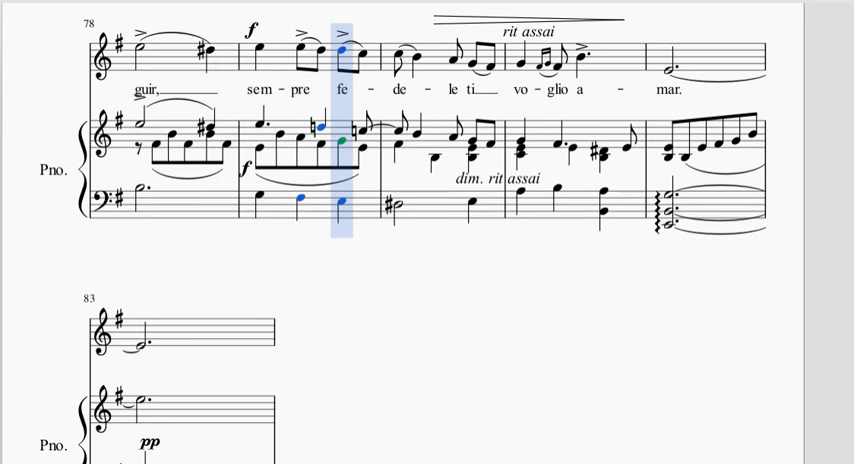 78
f
rit assai
guir, sem - pre fe - de - le ti vo - glio a - mar.
Pno.
f
dim. rit assai
83
Pno.
pp